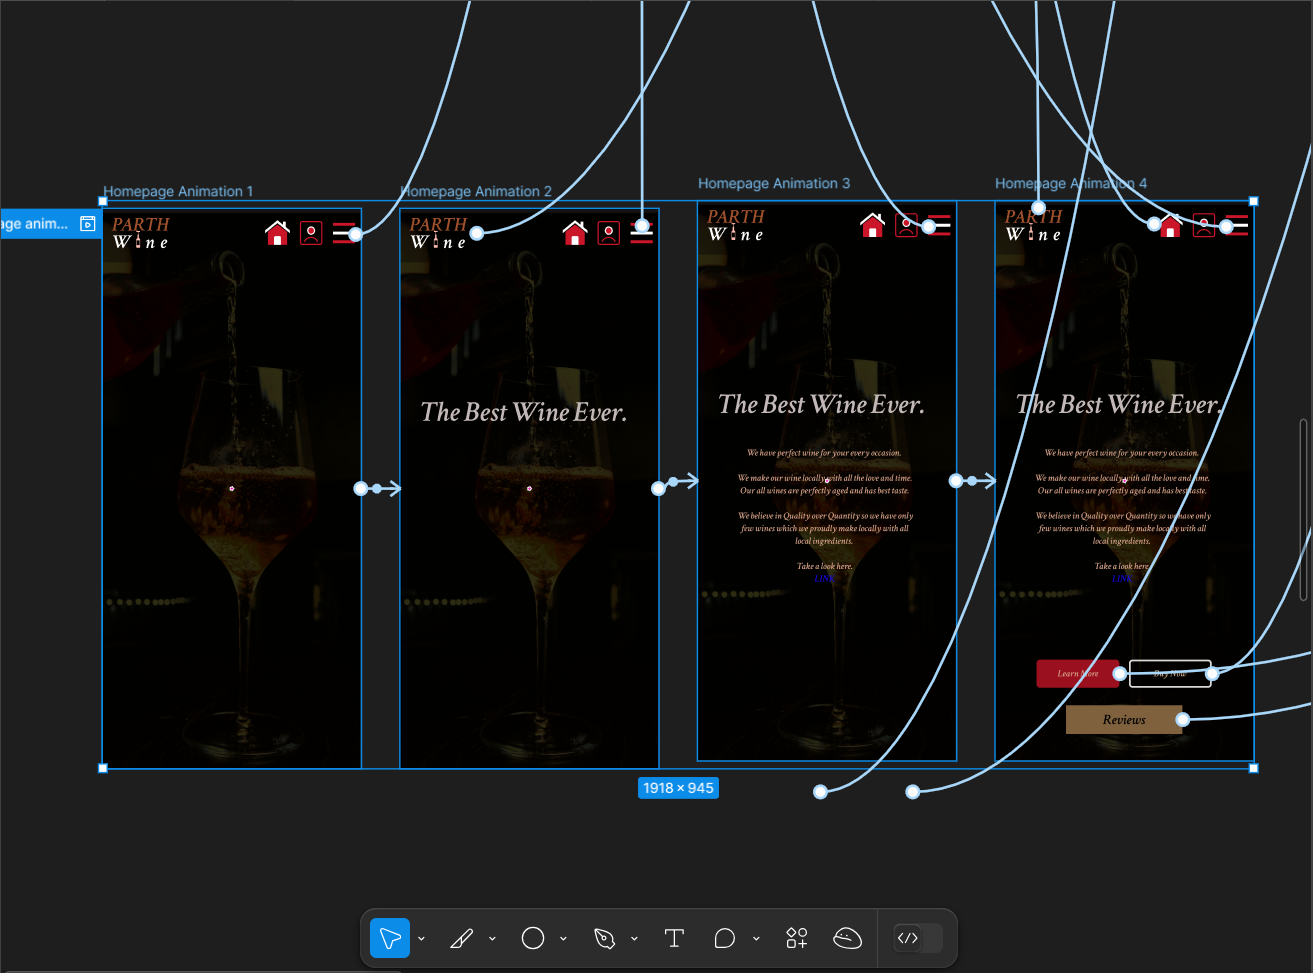 Homepage Animation 1
Homepage Animation 2
Homepage Animation 3
Homepage Animation 4
age anim...
PARTH
Wine
PARTH
Wine
PARTH
Wine
PARTH
Wine
The Best Wine Ever.
The Best Wine Ever.
We have perfect wine for your every occasion.
We make our wine locally with all the love and time.
Our all wines are perfectly aged and has best taste.
We believe in Quality over Quantity so we have only
few wines which we proudly make locally with all
local ingredients.
Take a look here.
LINK
The Best Wine Ever.
We have perfect wine for your every occasion.
We make our wine locally with all the love and time.
Our all wines are perfectly aged and has best taste.
We believe in Quality over Quantity so we have only
few wines which we proudly make locally with all
local ingredients.
Take a look here.
LINK
Learn More
Buy Now
Reviews
1918 × 945